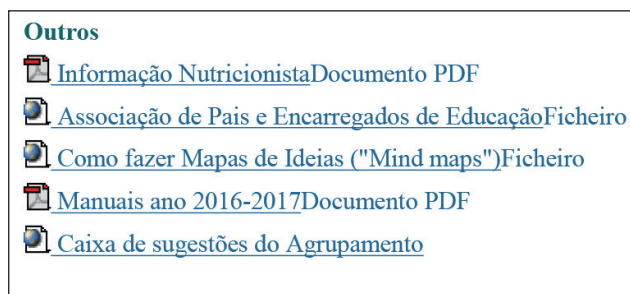 Outros
Informação NutricionistaDocumento PDF
Associação de Pais e Encarregados de EducaçãoFicheiro
Como fazer Mapas de Ideias ("Mind maps")Ficheiro
Manuais ano 2016-2017Documento PDF
Caixa de sugestões do Agrupamento